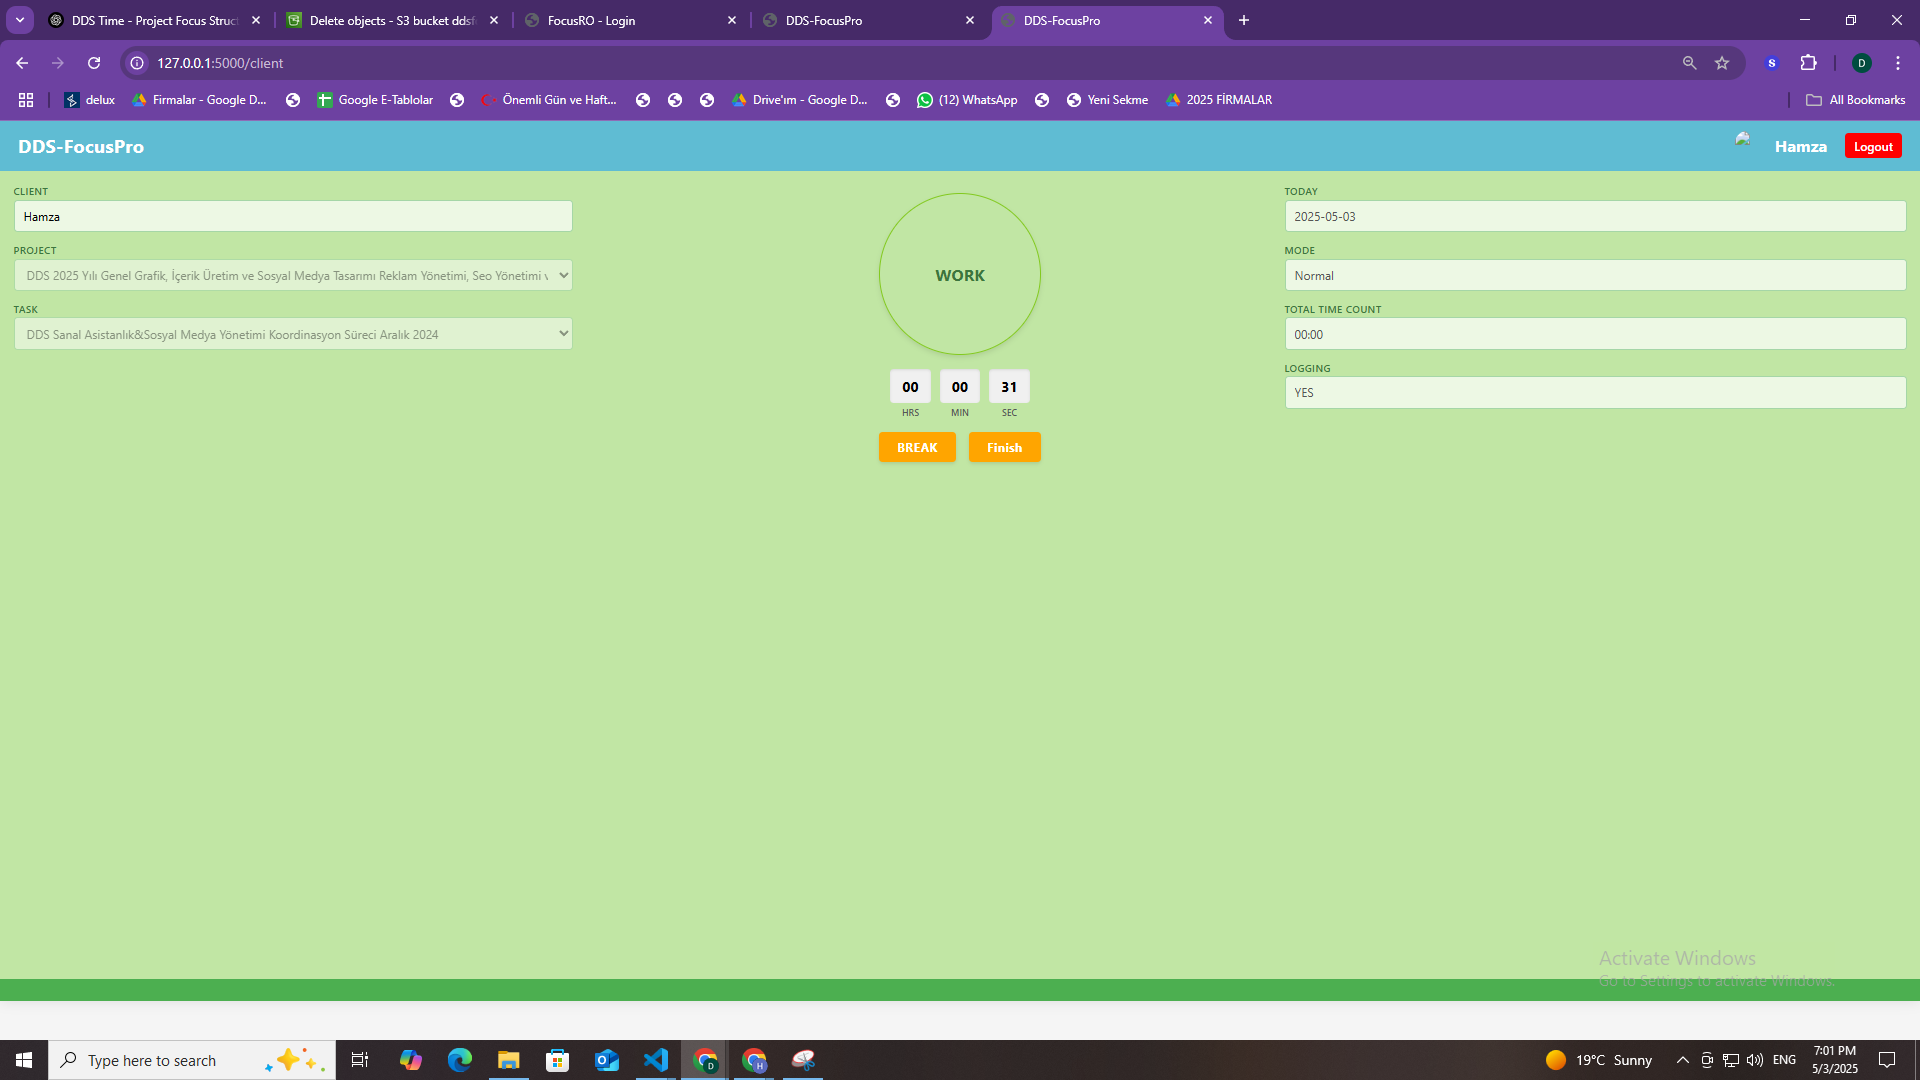 DDS Time - Project Focus Struct
Delete objects - S3 bucket ddsf
FocusRO - Login
DDS-FocusPro
DDS-FocusPro
127.0.0.1:5000/client
S
D
delux
Firmalar - Google D...
Google E-Tablolar
Önemli Gün ve Haft...
Drive'ım - Google D...
(12) WhatsApp
Yeni Sekme
2025 FİRMALAR
All Bookmarks
DDS-FocusPro
Hamza
Logout
CLIENT
Hamza
PROJECT
DDS 2025 Yılı Genel Grafik, İçerik Üretim ve Sosyal Medya Tasarımı Reklam Yönetimi, Seo Yönetimi v
TASK
DDS Sanal Asistanlık&Sosyal Medya Yönetimi Koordinasyon Süreci Aralık 2024
WORK
00 00 31
HRS MIN SEC
BREAK Finish
TODAY
2025-05-03
MODE
Normal
TOTAL TIME COUNT
00:00
LOGGING
YES
Activate Windows
Go to Settings to activate Windows.
Type here to search
D
H
19°C Sunny
ENG
7:01 PM
5/3/2025